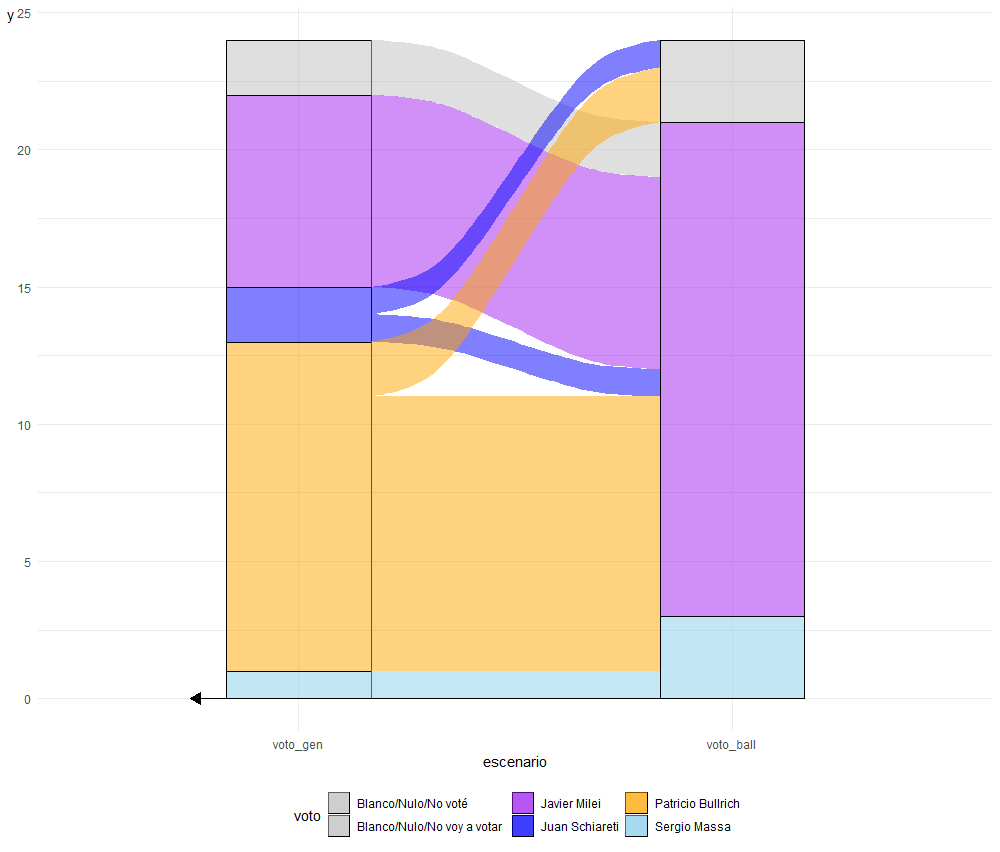 y
25
20
15
10
5
0
voto_gen
voto_ball
escenario
voto
Blanco/Nulo/No voté
Javier Milei
Patricio Bullrich
Blanco/Nulo/No voy a votar
Juan Schiareti
Sergio Massa